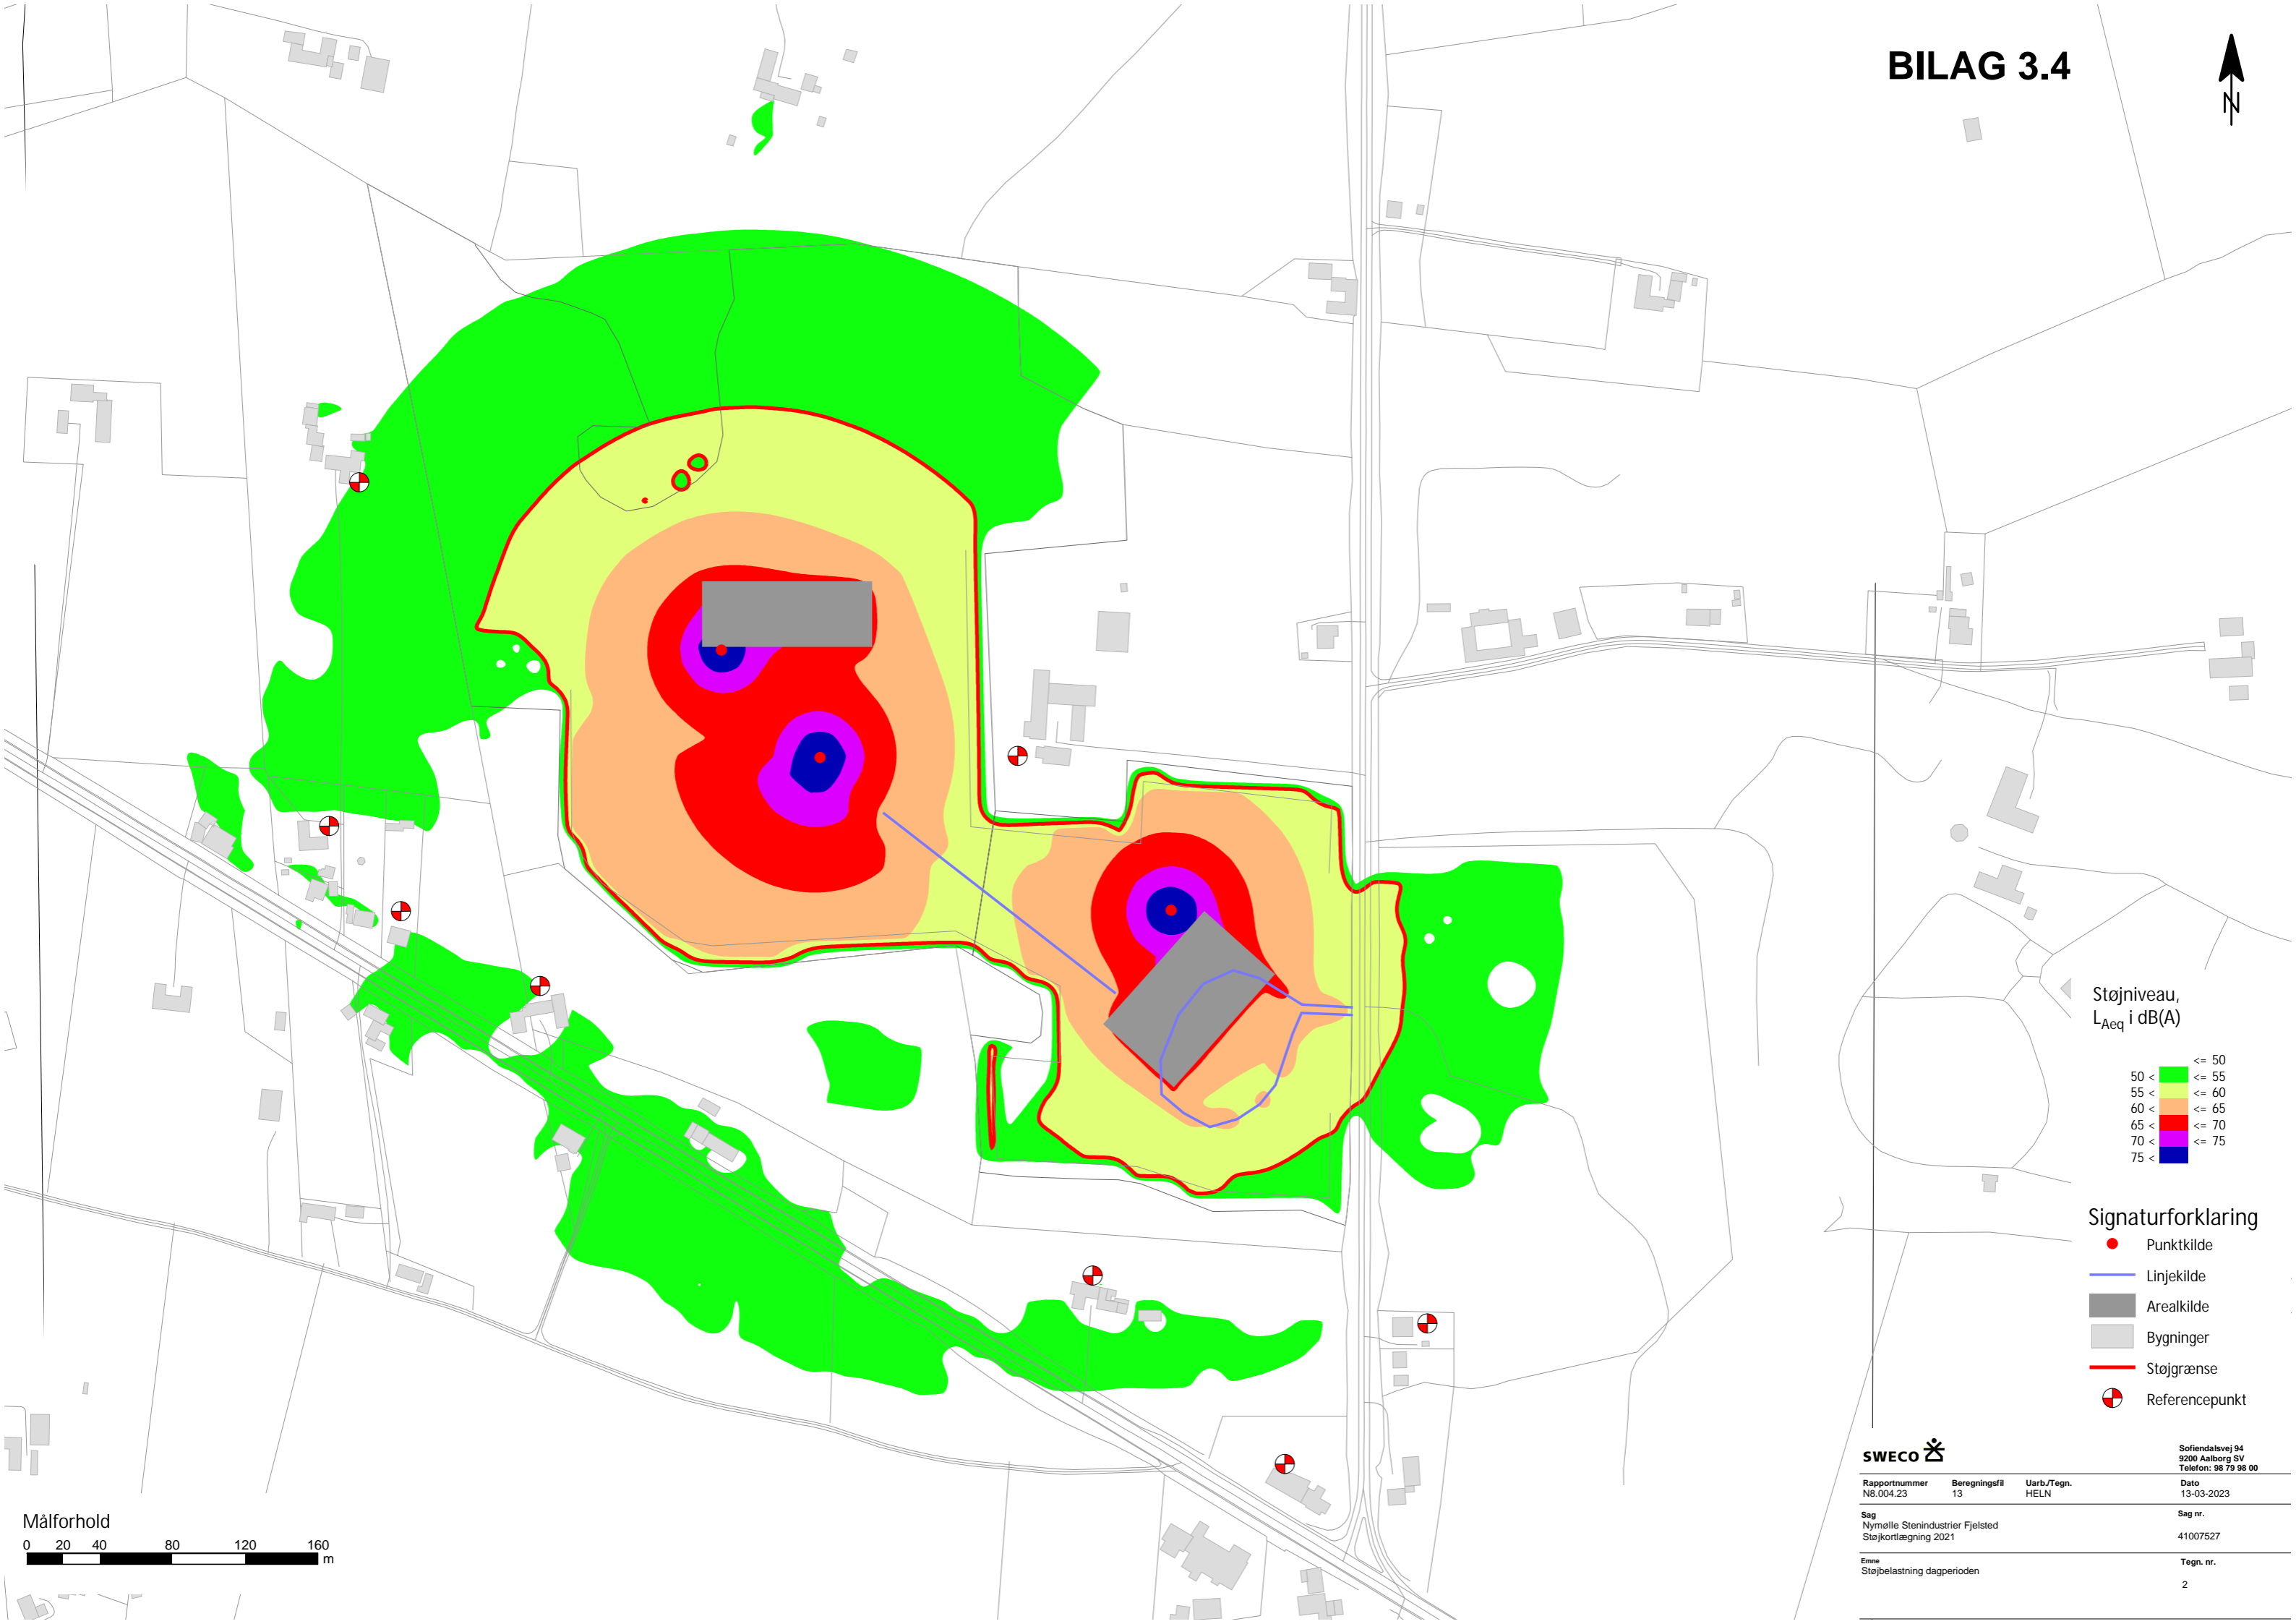 BILAG 3.4
N
Støjniveau,
LAeq i dB(A)
<= 50
50 < <= 55
55 < <= 60
60 < <= 65
65 < <= 70
70 < <= 75
75 <
Signaturforklaring
Punktkilde
Linjekilde
Arealkilde
Bygninger
Støjgrænse
Referencepunkt
SWECO
Sofiendalsvej 94
9200 Aalborg SV
Telefon: 98 79 98 00
Rapportnummer Beregningsfil Uarb./Tegn. Dato
N8.004.23 13 HELN 13-03-2023
Sag Sag nr.
Nymølle Stenindustrier Fjelsted
Støjkortlægning 2021 41007527
Emne Tegn. nr.
Støjbelastning dagperioden
2
Målforhold
0 20 40 80 120 160
m